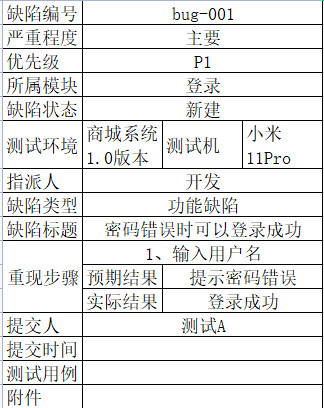 缺陷编号 bug-001
严重程度 主要
优先级 P1
所属模块 登录
缺陷状态 新建
测试环境 商城系统1.0版本 测试机 小米11Pro
指派人 开发
缺陷类型 功能缺陷
缺陷标题 密码错误时可以登录成功
重现步骤 1、输入用户名
预期结果 提示密码错误
实际结果 登录成功
提交人 测试A
提交时间
测试用例
附件